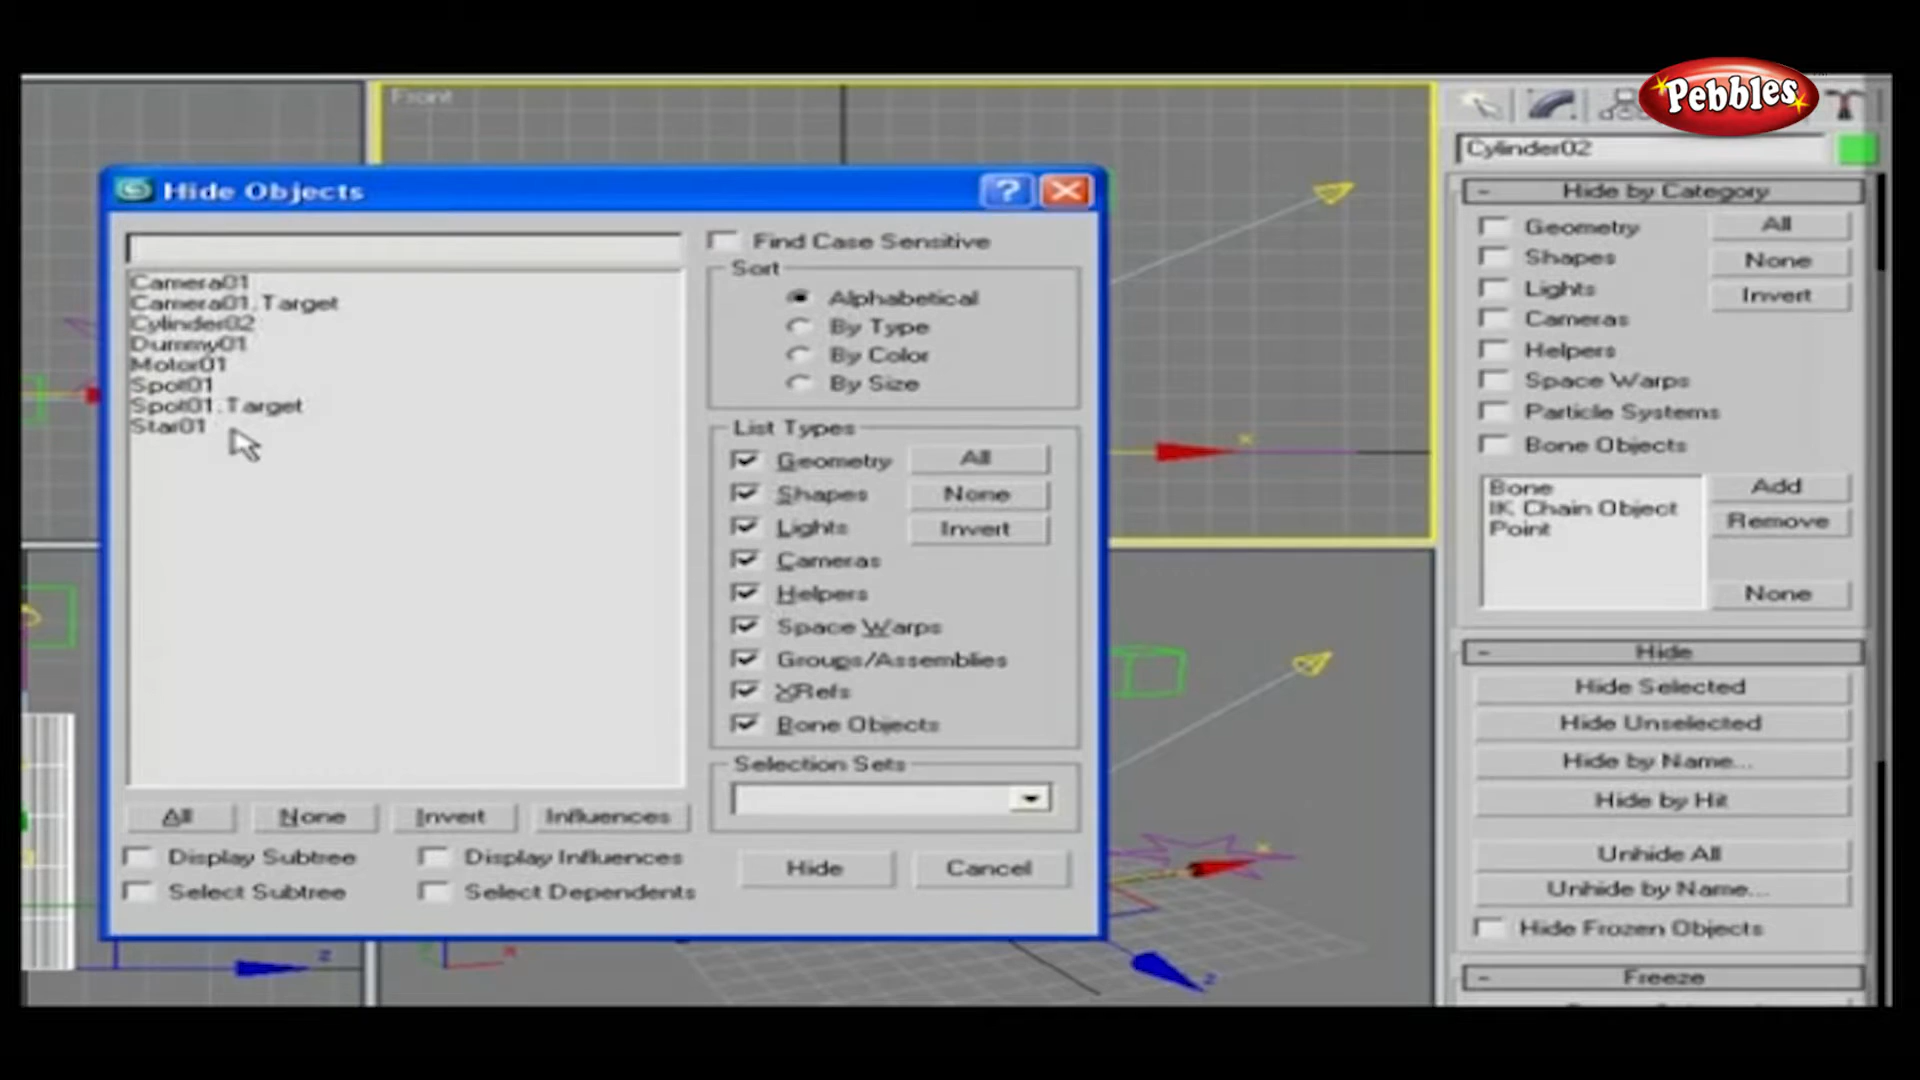 Pebbles
Front
Cylinder02
Hide Objects
?
Find Case Sensitive
Camera01
Camera01.Target
Cylinder02
Dummy01
Motor01
Spot01
Spot01.Target
Star01
Sort
Alphabetical
By Type
By Color
By Size
List Types
Geometry
All
Shapes
None
Lights
Invert
Cameras
Helpers
Space Warps
Groups/Assemblies
XRefs
Bone Objects
Selection Sets
All
None
Invert
Influences
Display Subtree
Display Influences
Select Subtree
Select Dependents
Hide
Cancel
Hide by Category
Geometry
All
Shapes
None
Lights
Invert
Cameras
Helpers
Space Warps
Particle Systems
Bone Objects
Bone
IK Chain Object
Point
Add
Remove
None
Hide
Hide Selected
Hide Unselected
Hide by Name...
Hide by Hit
Unhide All
Unhide by Name...
Hide Frozen Objects
Freeze
x
x
z
x
z